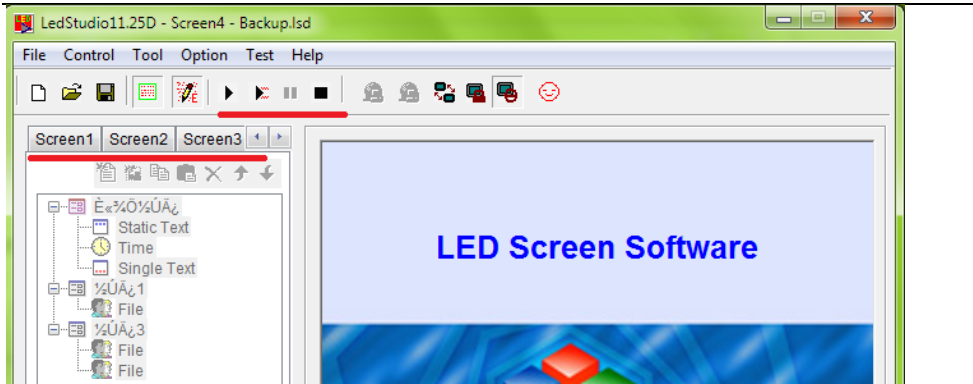 LedStudio11.25D - Screen4 - Backup.lsd
File Control Tool Option Test Help
Screen1 Screen2 Screen3
È«¾Ö½ÚÄ¿
Static Text
Time
Single Text
½ÚÄ¿1
File
½ÚÄ¿3
File
File
LED Screen Software